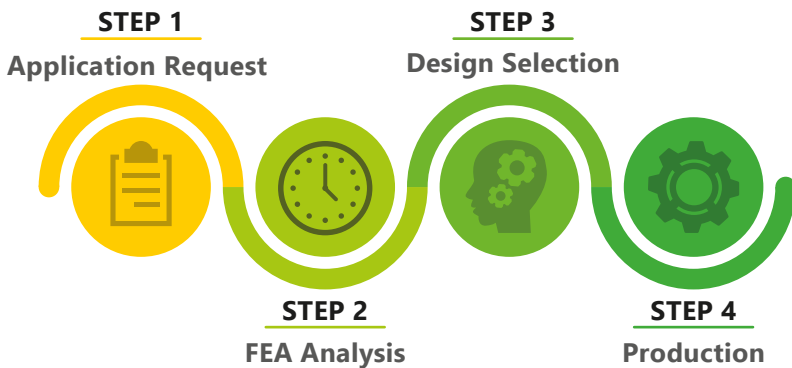 STEP 1
Application Request
STEP 2
FEA Analysis
STEP 3
Design Selection
STEP 4
Production